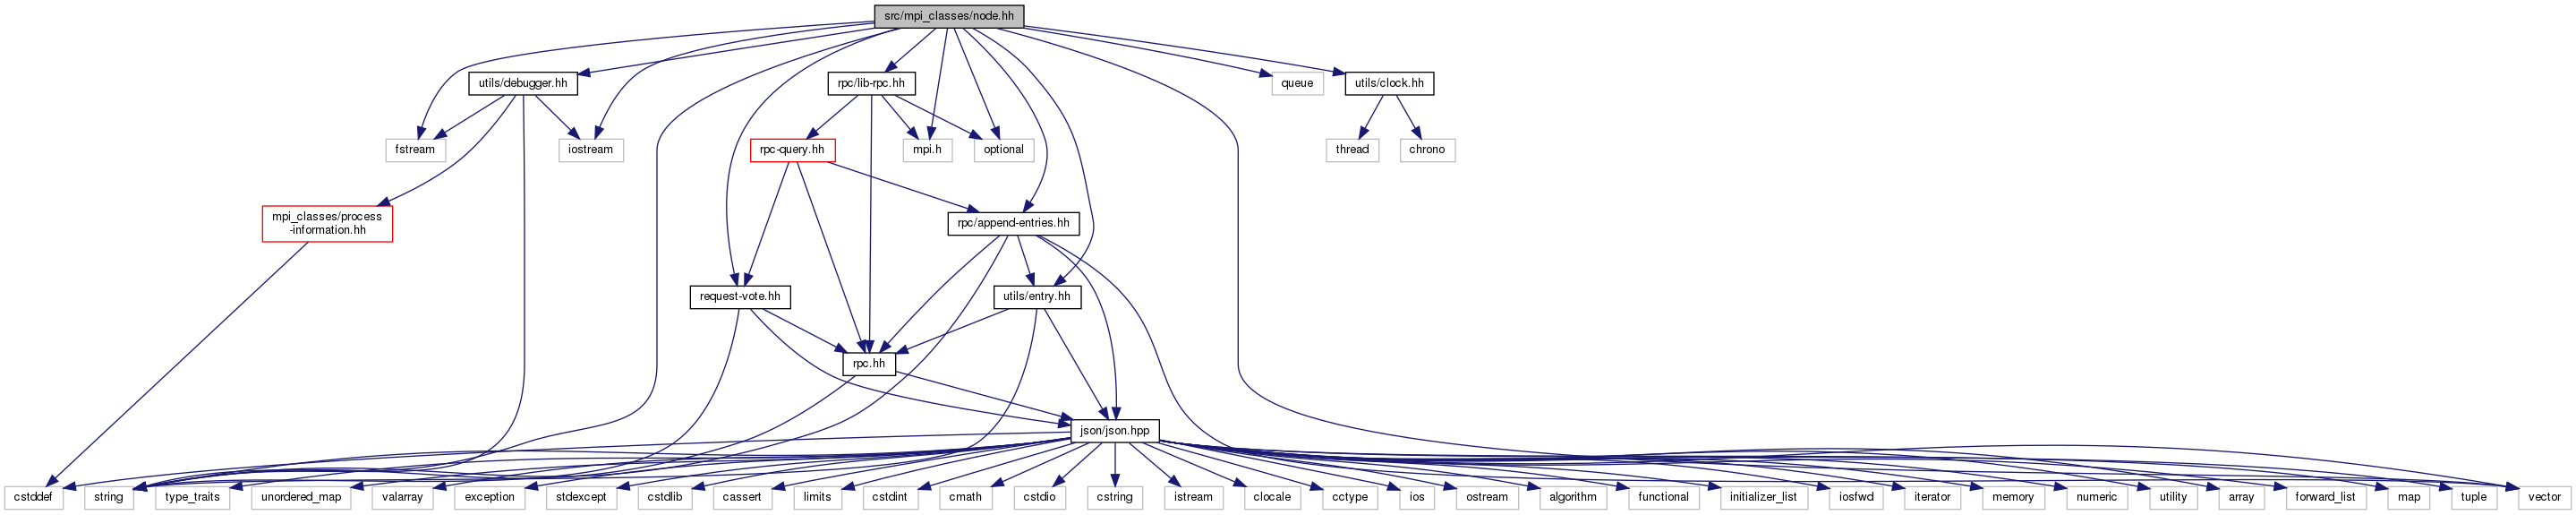 src/mpi_classes/node.hh
utils/debugger.hh
rpc/lib-rpc.hh
queue
utils/clock.hh
fstream
iostream
rpc-query.hh
mpi.h
optional
thread
chrono
mpi_classes/process
-information.hh
rpc/append-entries.hh
request-vote.hh
utils/entry.hh
rpc.hh
json/json.hpp
cstddef
string
type_traits
unordered_map
valarray
exception
stdexcept
cstdlib
cassert
limits
cstdint
cmath
cstdio
cstring
istream
clocale
cctype
ios
ostream
algorithm
functional
initializer_list
iosfwd
iterator
memory
numeric
utility
array
forward_list
map
tuple
vector